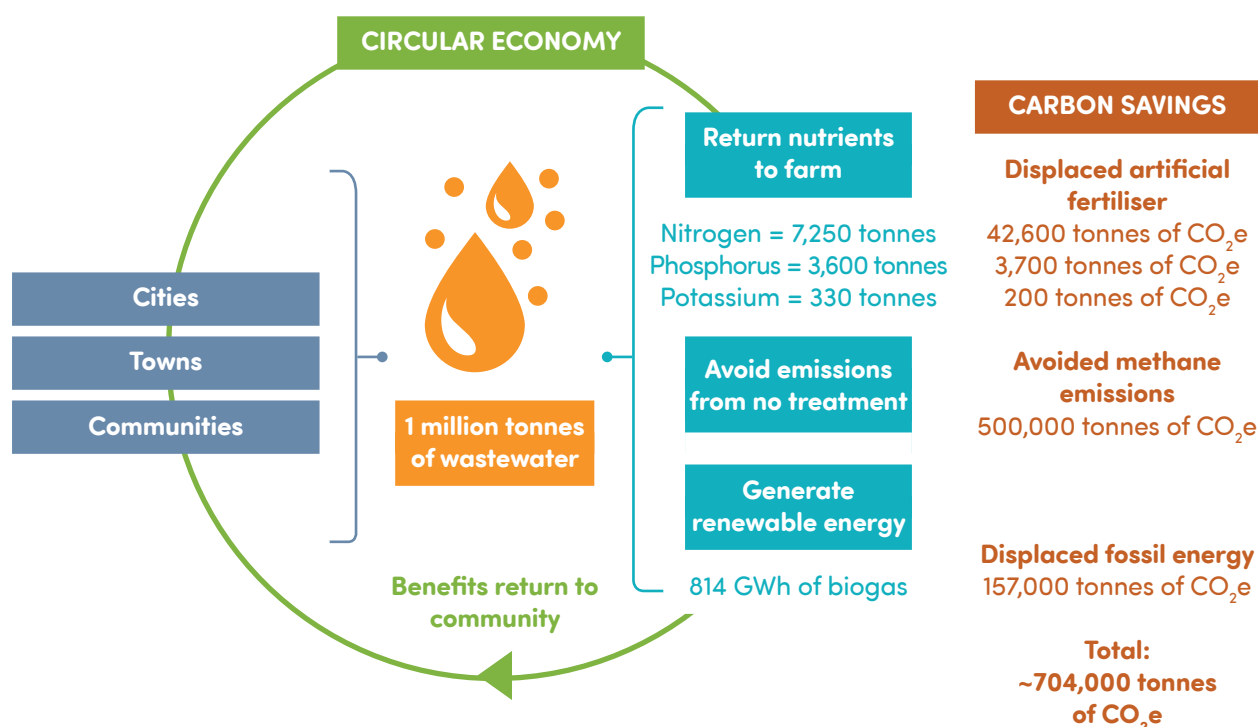 CIRCULAR ECONOMY
Cities
Towns
Communities
1 million tonnes
of wastewater
Benefits return to
community
Return nutrients
to farm
Nitrogen = 7,250 tonnes
Phosphorus = 3,600 tonnes
Potassium = 330 tonnes
Avoid emissions
from no treatment
Generate
renewable energy
814 GWh of biogas
CARBON SAVINGS
Displaced artificial
fertiliser
42,600 tonnes of CO₂e
3,700 tonnes of CO₂e
200 tonnes of CO₂e
Avoided methane
emissions
500,000 tonnes of CO₂e
Displaced fossil energy
157,000 tonnes of CO₂e
Total:
~704,000 tonnes
of CO₂e